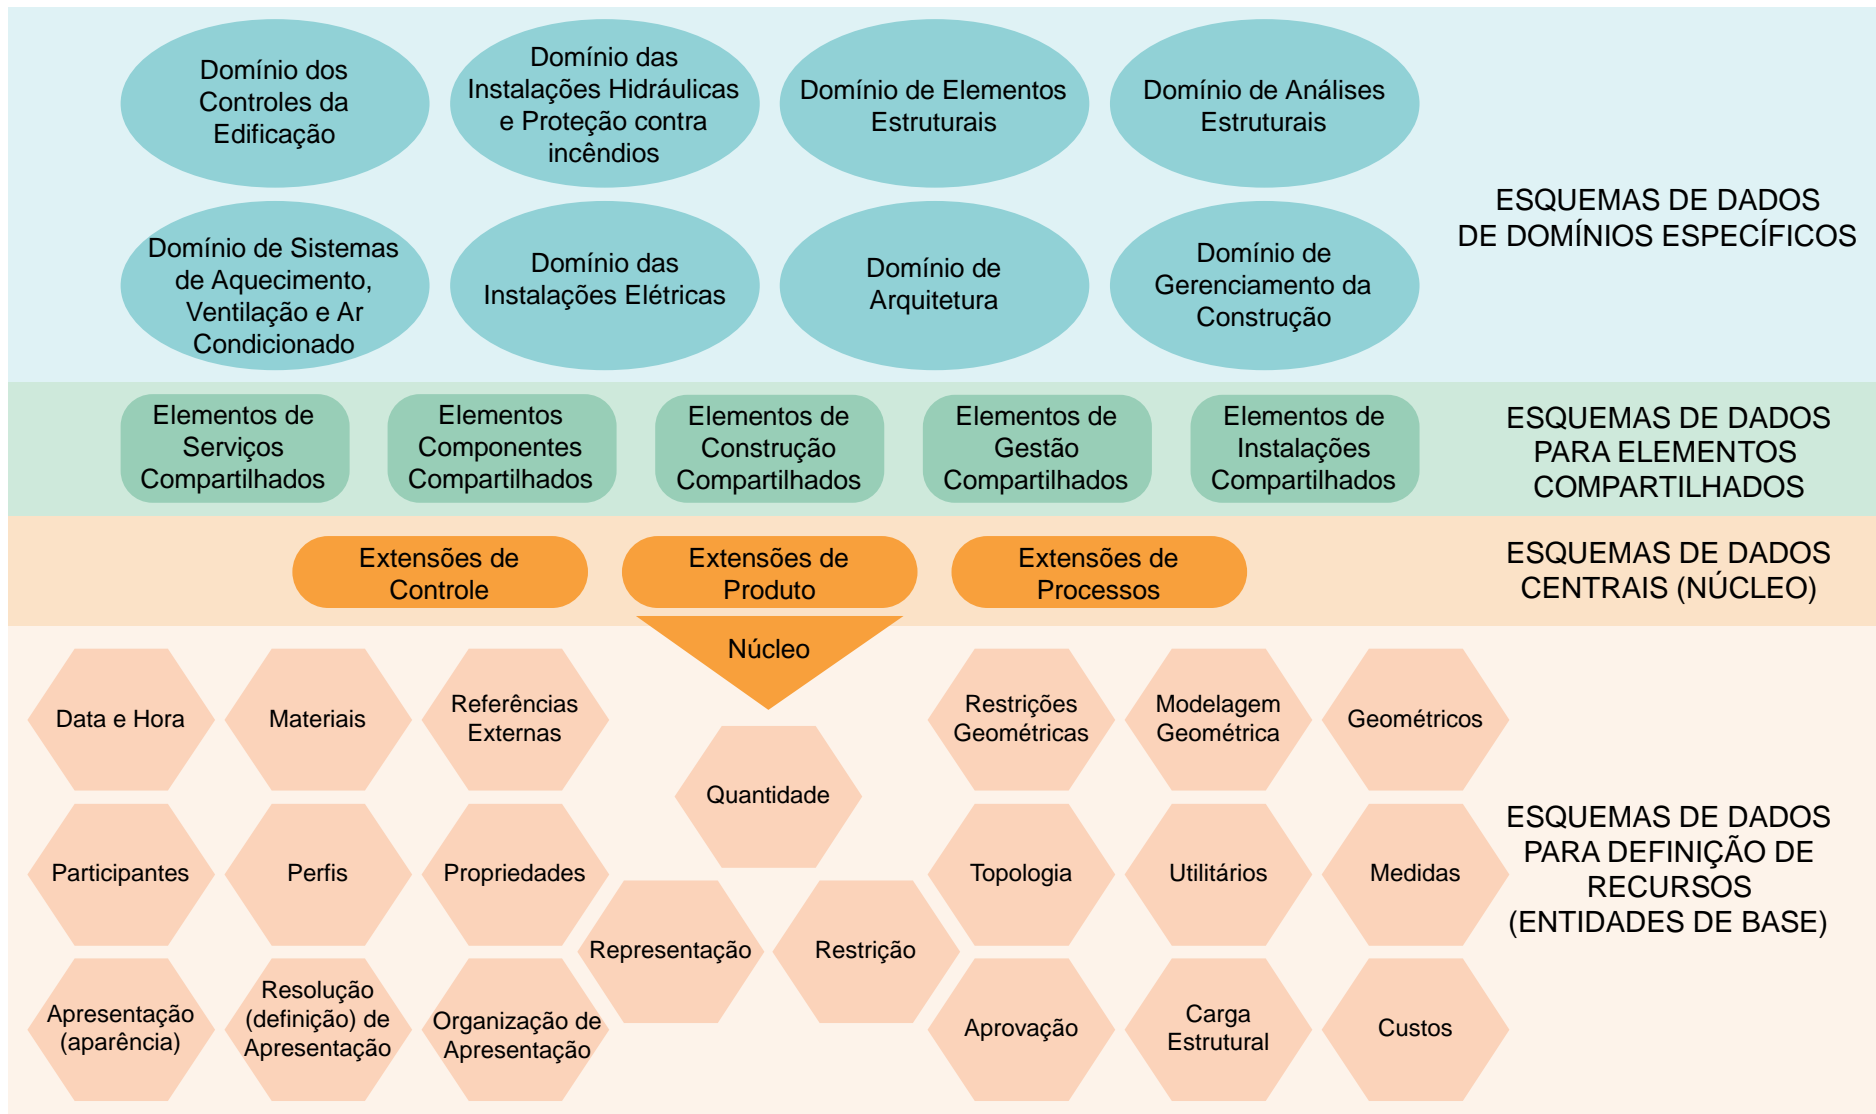 Domínio dos
Controles da
Edificação
Domínio das
Instalações Hidráulicas
e Proteção contra
incêndios
Domínio de Elementos
Estruturais
Domínio de Análises
Estruturais
Domínio de Sistemas
de Aquecimento,
Ventilação e Ar
Condicionado
Domínio das
Instalações Elétricas
Domínio de
Arquitetura
Domínio de
Gerenciamento da
Construção
ESQUEMAS DE DADOS
DE DOMÍNIOS ESPECÍFICOS
Elementos de
Serviços
Compartilhados
Elementos
Componentes
Compartilhados
Elementos de
Construção
Compartilhados
Elementos de
Gestão
Compartilhados
Elementos de
Instalações
Compartilhados
ESQUEMAS DE DADOS
PARA ELEMENTOS
COMPARTILHADOS
Extensões de
Controle
Extensões de
Produto
Extensões de
Processos
ESQUEMAS DE DADOS
CENTRAIS (NÚCLEO)
Núcleo
Data e Hora
Materiais
Referências
Externas
Restrições
Geométricas
Modelagem
Geométrica
Geométricos
Quantidade
Participantes
Perfis
Propriedades
Topologia
Utilitários
Medidas
Representação
Restrição
ESQUEMAS DE DADOS
PARA DEFINIÇÃO DE
RECURSOS
(ENTIDADES DE BASE)
Apresentação
(aparência)
Resolução
(definição) de
Apresentação
Organização de
Apresentação
Aprovação
Carga
Estrutural
Custos